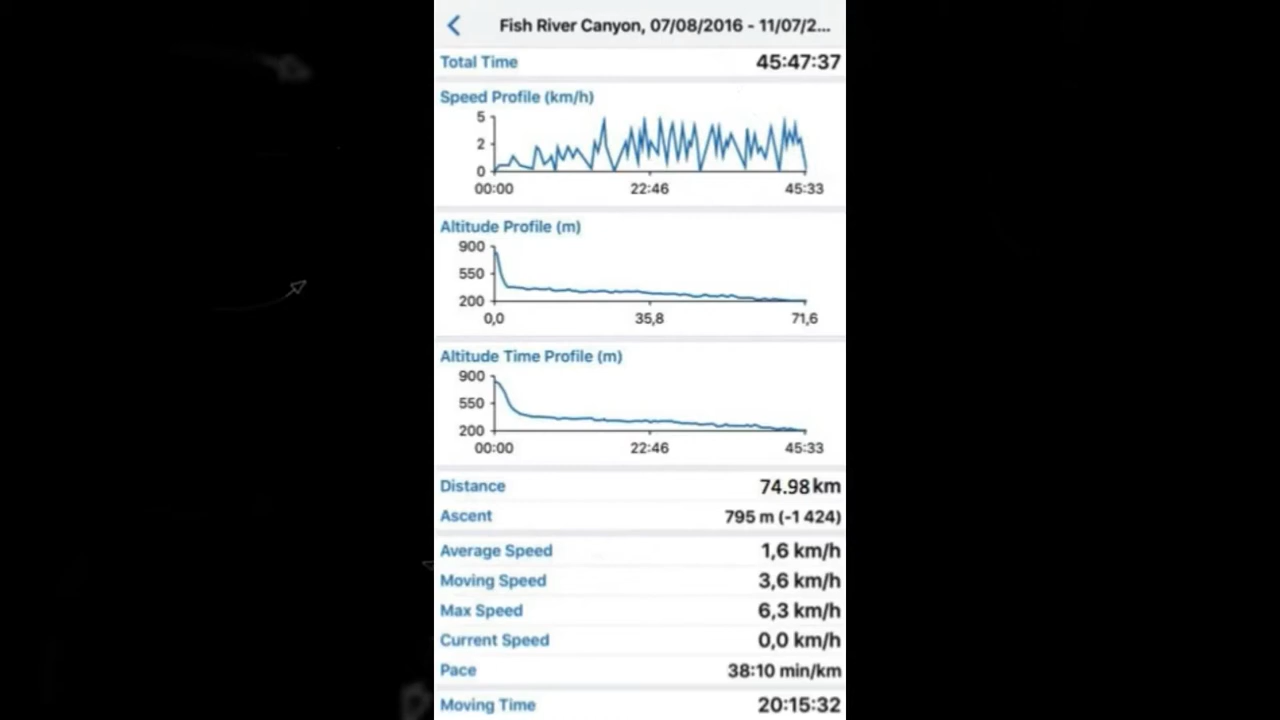 Fish River Canyon, 07/08/2016 - 11/07/2...
Total Time 45:47:37
Speed Profile (km/h)
5
2
0
00:00 22:46 45:33
Altitude Profile (m)
900
550
200
0,0 35,8 71,6
Altitude Time Profile (m)
900
550
200
00:00 22:46 45:33
Distance 74.98 km
Ascent 795 m (-1 424)
Average Speed 1,6 km/h
Moving Speed 3,6 km/h
Max Speed 6,3 km/h
Current Speed 0,0 km/h
Pace 38:10 min/km
Moving Time 20:15:32